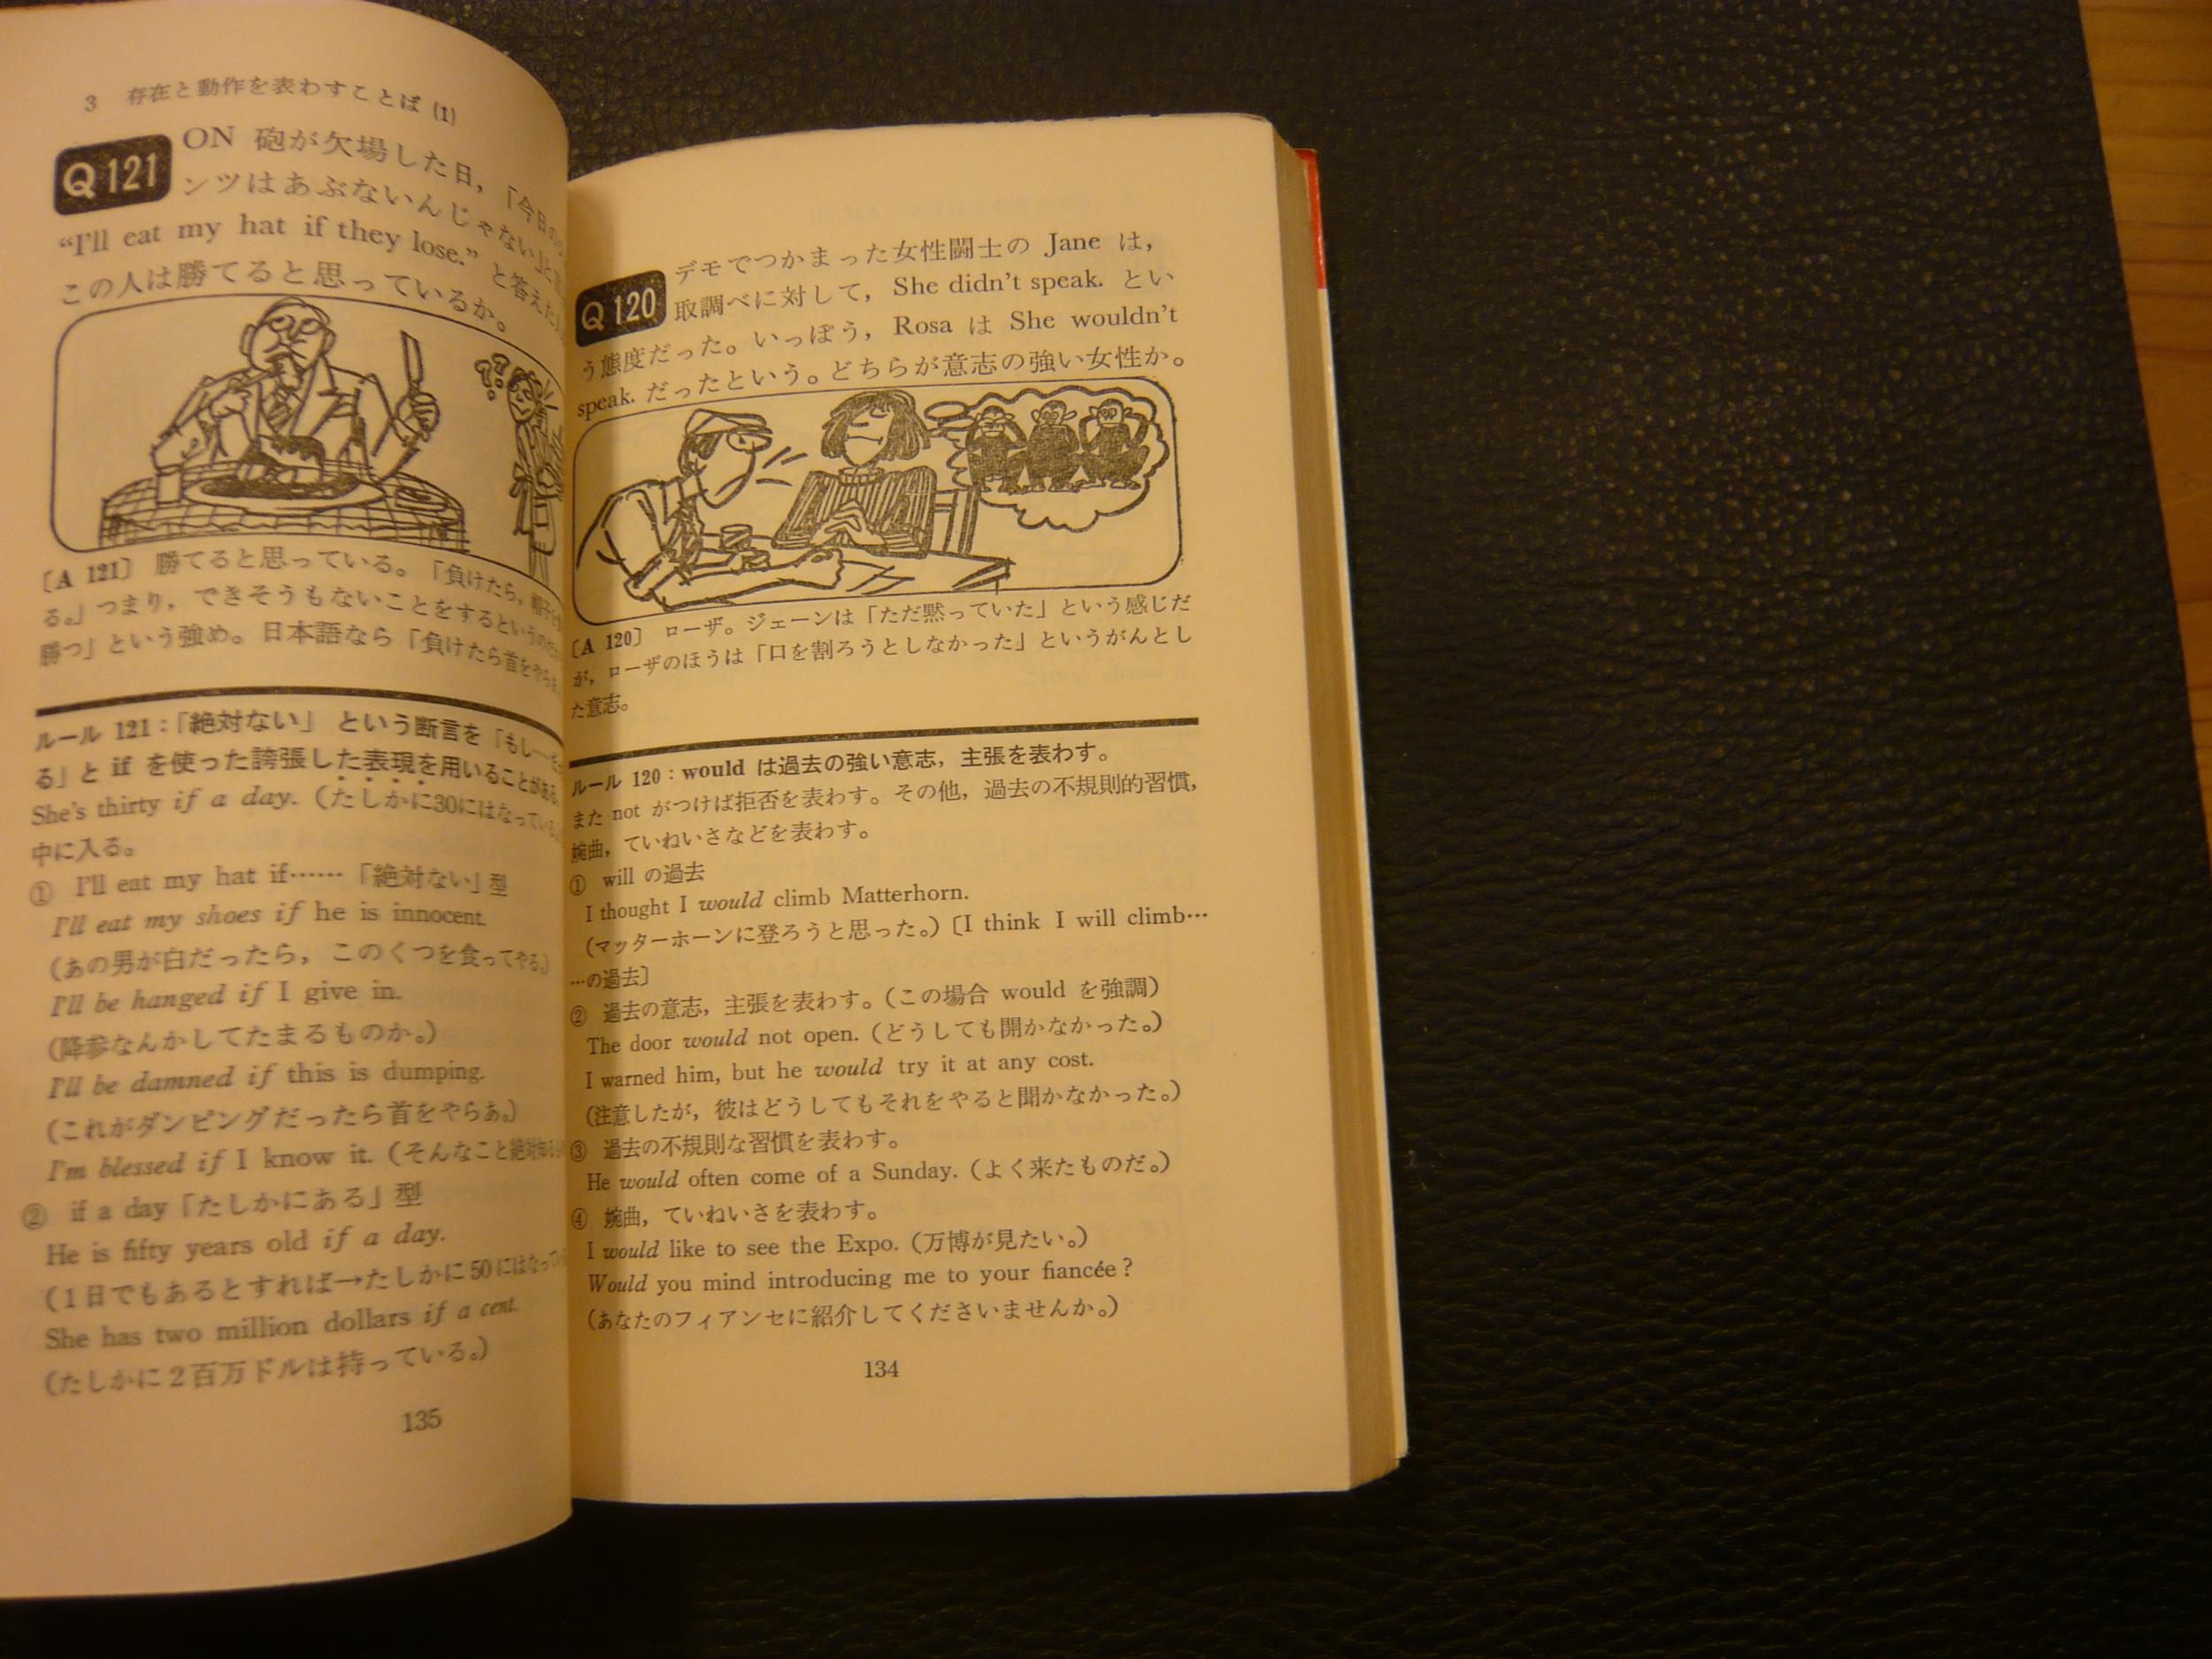 3 存在と動作を表わすことば (1)
Q 121
ON 砲が欠場した日，「今日の
ンツはあぶないんじゃない」と
“I'll eat my hat if they lose.” と答えた
この人は勝てると思っているか。
???
〔A 121〕 勝てると思っている。「負けたら，帽子
る。」つまり，できそうもないことをするというの
勝つ」という強め。日本語なら「負けたら首をやらあ
ルール 121：「絶対ない」 という断言を「もし—
る」と if を使った誇張した表現を用いることがある。
She's thirty if a day. (たしかに30にはなってい
中に入る。
① I'll eat my hat if…… 「絶対ない」型
I'll eat my shoes if he is innocent.
(あの男が白だったら， このくつを食ってやる。)
I'll be hanged if I give in.
(降参なんかしてたまるものか。)
I'll be damned if this is dumping.
(これがダンピングだったら首をやらあ。)
I'm blessed if I know it. (そんなこと絶対知る
② if a day「たしかにある」型
He is fifty years old if a day.
(1日でもあるとすれば→たしかに50にはなって
She has two million dollars if a cent.
(たしかに2百万ドルは持っている。)
135
Q 120
デモでつかまった女性闘士の Jane は，
取調べに対して， She didn't speak. とい
う態度だった。いっぽう， Rosa は She wouldn't
speak. だったという。どちらが意志の強い女性か。
〔A 120〕 ローザ。ジェーンは「ただ黙っていた」という感じだ
が，ローザのほうは「口を割ろうとしなかった」というがんとし
た意志。
ルール 120：would は過去の強い意志，主張を表わす。
また not がつけば拒否を表わす。その他，過去の不規則的習慣，
婉曲，ていねいさなどを表わす。
① will の過去
I thought I would climb Matterhorn.
(マッターホーンに登ろうと思った。)〔I think I will climb…
…の過去〕
② 過去の意志，主張を表わす。(この場合 would を強調)
The door would not open. (どうしても開かなかった。)
I warned him, but he would try it at any cost.
(注意したが，彼はどうしてもそれをやると聞かなかった。)
③ 過去の不規則な習慣を表わす。
He would often come of a Sunday. (よく来たものだ。)
④ 婉曲，ていねいさを表わす。
I would like to see the Expo. (万博が見たい。)
Would you mind introducing me to your fiancée?
(あなたのフィアンセに紹介してくださいませんか。)
134